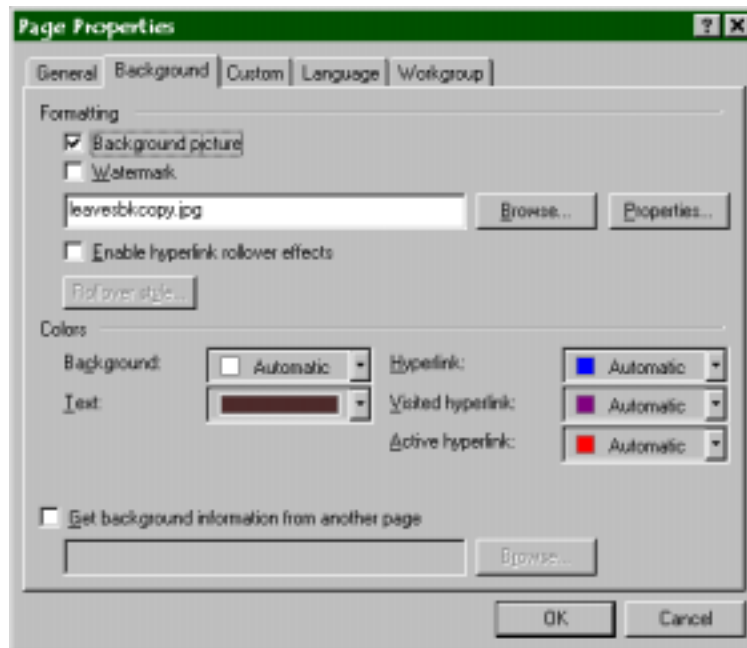 Page Properties
General Background Custom Language Workgroup
Formatting
Background picture
Watermark
leavesbkcopy.jpg Browse... Properties...
Enable hyperlink rollover effects
Rollover style...
Colors
Background: Automatic Hyperlink: Automatic
Text: Visited hyperlink: Automatic
Active hyperlink: Automatic
Get background information from another page
Browse...
OK Cancel